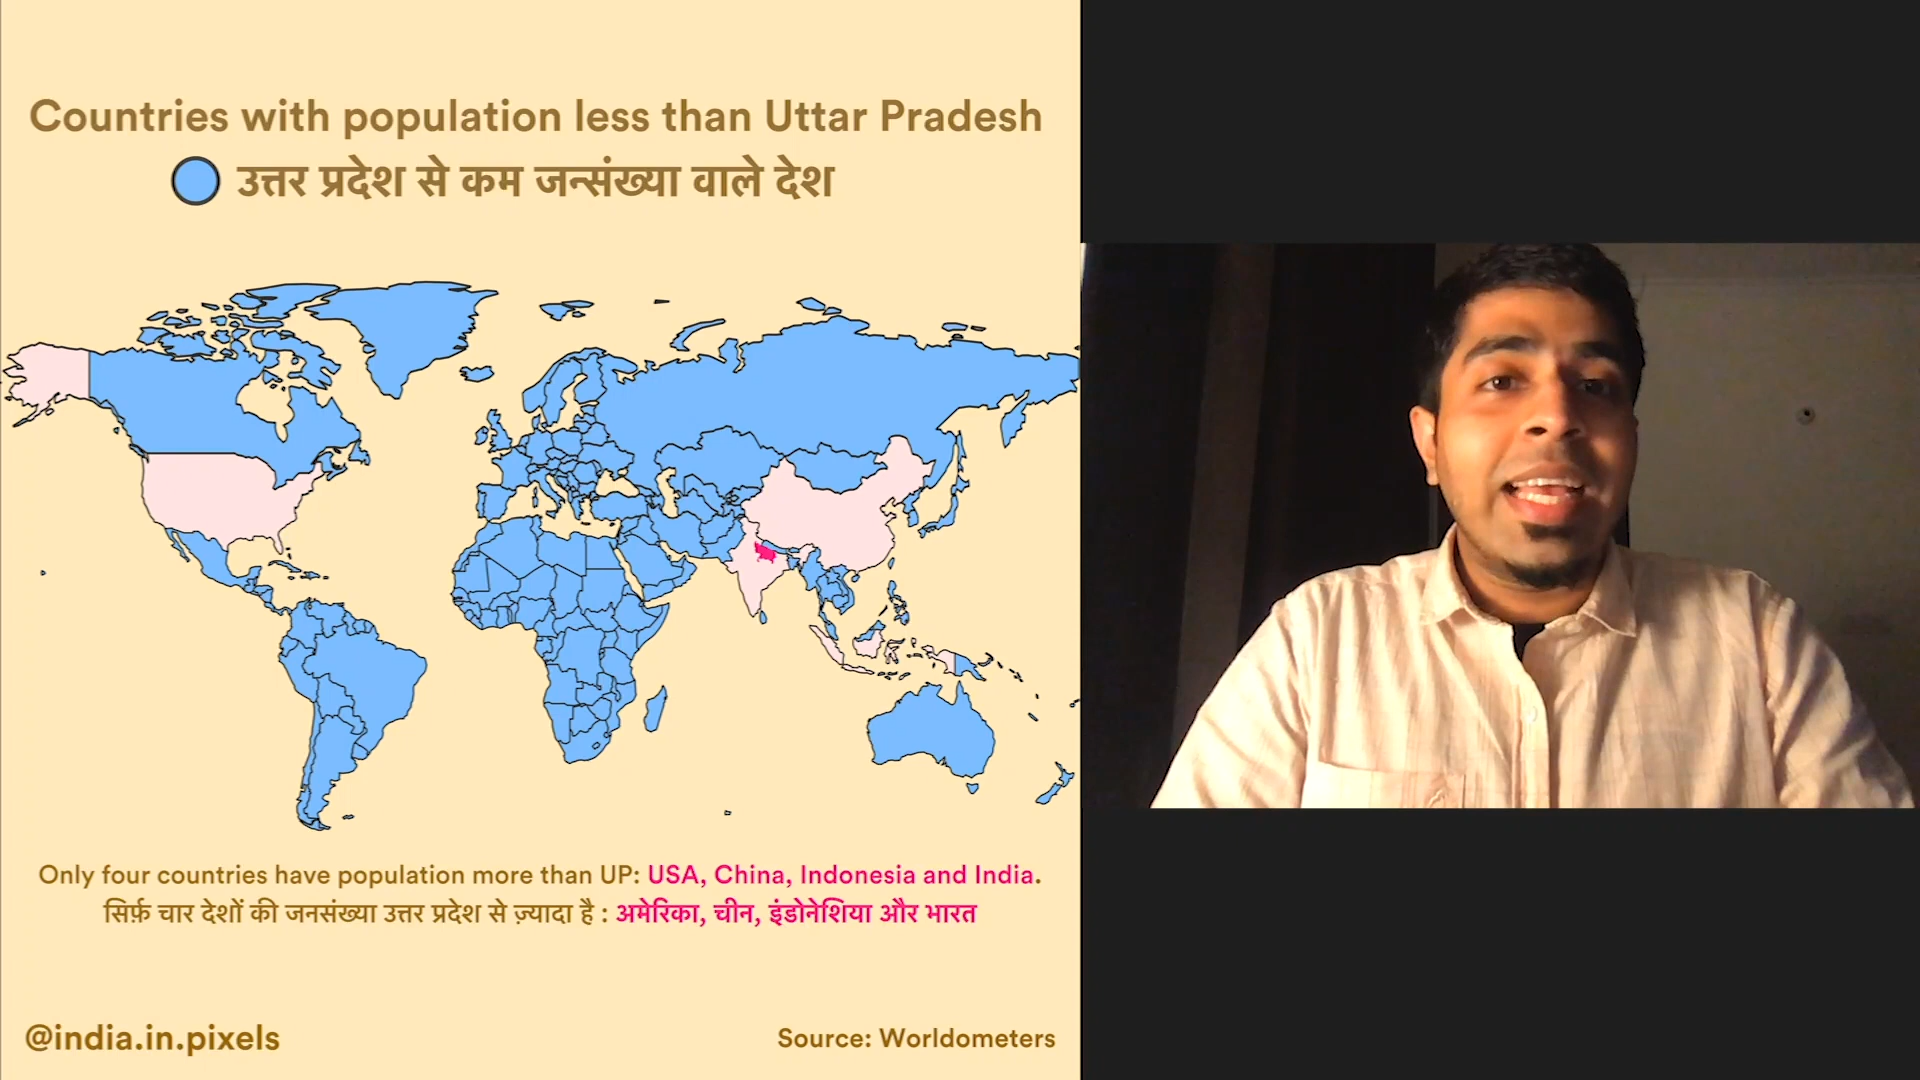 Countries with population less than Uttar Pradesh
उत्तर प्रदेश से कम जन्संख्या वाले देश
Only four countries have population more than UP: USA, China, Indonesia and India.
सिर्फ़ चार देशों की जनसंख्या उत्तर प्रदेश से ज़्यादा है : अमेरिका, चीन, इंडोनेशिया और भारत
@india.in.pixels
Source: Worldometers